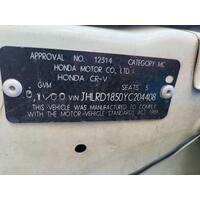 APPROVAL NO. 12514 CATEGORY MC
HONDA MOTOR CO., LTD.
HONDA CR-V
GVM SEATS 5
VIN JHLRD1850YC204408
THIS VEHICLE WAS MANUFACTURED TO COMPLY
WITH THE MOTOR VEHICLE STANDARDS ACT 1989